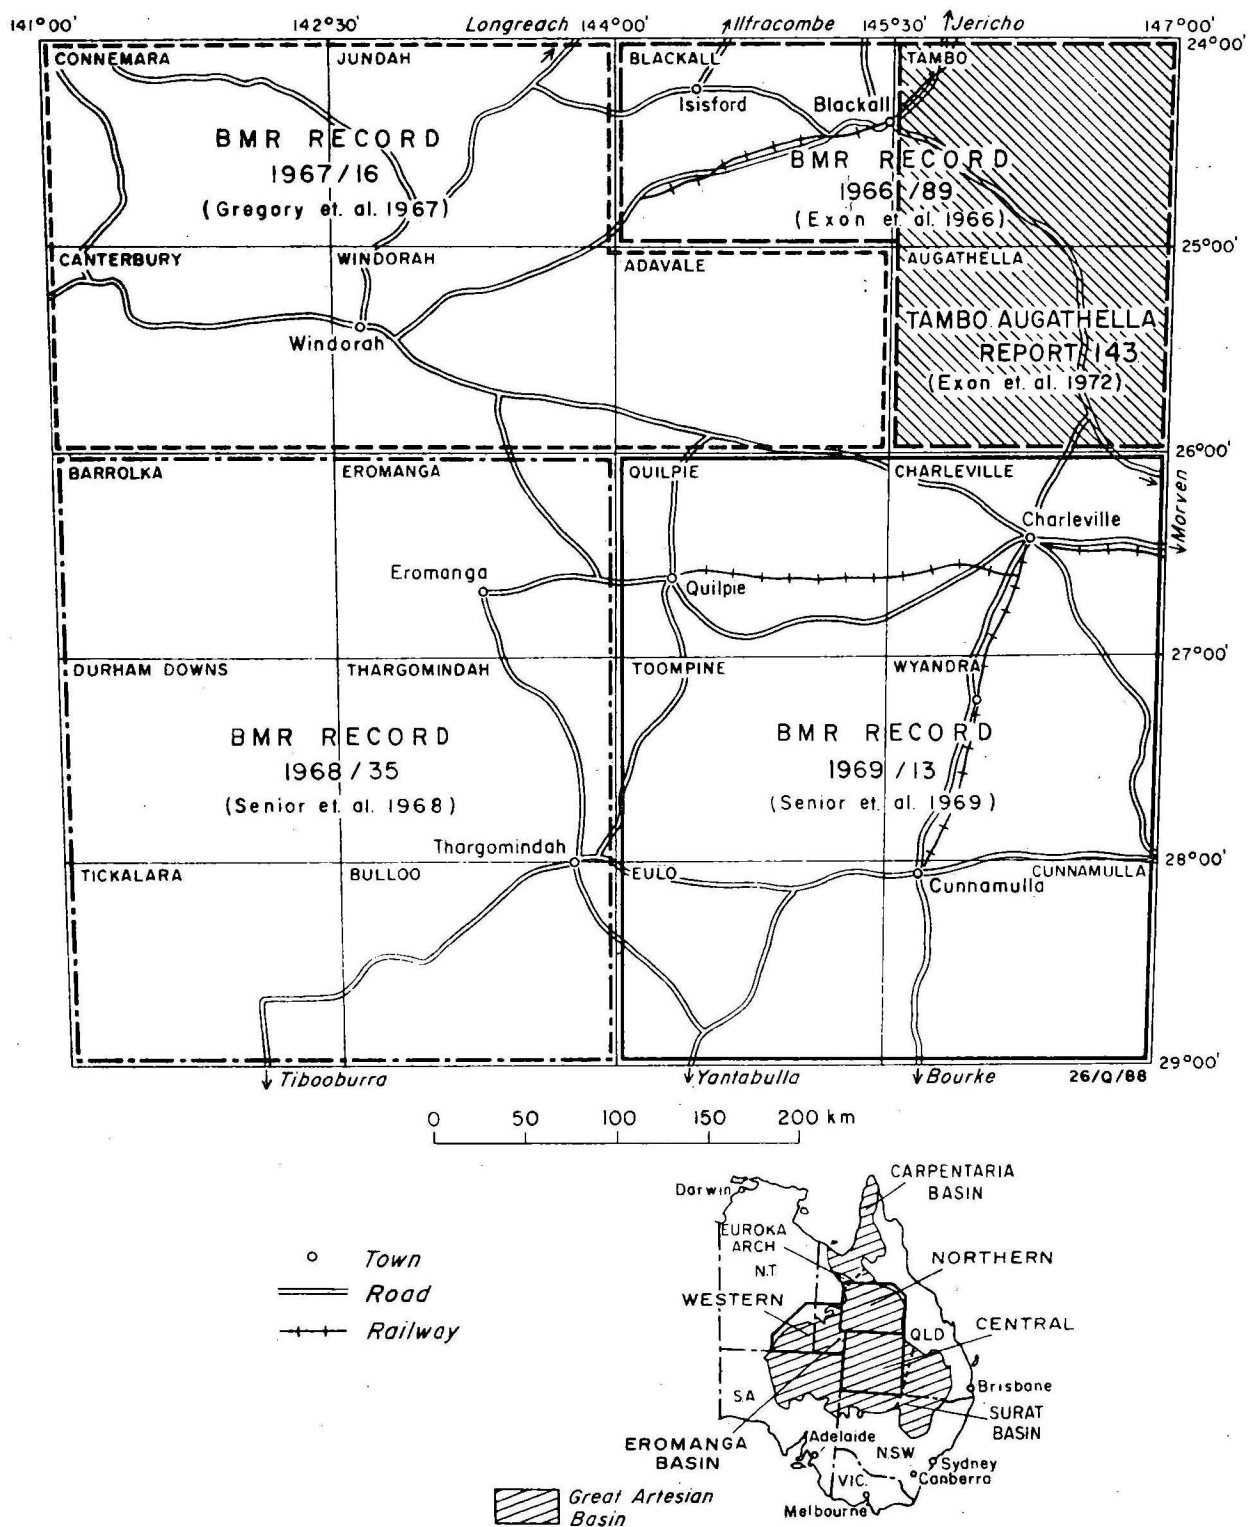 141°00' 142°30' Longreach 144°00' Ilfracombe 145°30' Jericho 147°00'
24°00'
CONNEMARA JUNDAH BLACKALL TAMBO
Isisford Blackall
BMR RECORD
1967/16
(Gregory et. al. 1967)
BMR RECORD
1966/89
(Exon et. al. 1966)
25°00'
CANTERBURY WINDORAH ADAVALE AUGATHELLA
Windorah
TAMBO.AUGATHELLA
REPORT 143
(Exon et. al. 1972)
26°00'
BARROLKA EROMANGA QUILPIE CHARLEVILLE
Morven
Charleville
Eromanga
Quilpie
27°00'
DURHAM DOWNS THARGOMINDAH TOOMPINE WYANDRA
BMR RECORD
1968/35
(Senior et. al. 1968)
BMR RECORD
1969/13
(Senior et. al. 1969)
Thargomindah
28°00'
TICKALARA BULLOO EULO CUNNAMULLA
Cunnamulla
29°00'
Tibooburra Yantabulla Bourke 26/Q/88
0 50 100 150 200 km
Town
Road
Railway
Darwin
CARPENTARIA
BASIN
EUROKA
ARCH
N.T.
NORTHERN
WESTERN
CENTRAL
QLD
S.A.
Brisbane
SURAT
BASIN
EROMANGA
BASIN
Adelaide
N.S.W.
Sydney
Canberra
VIC.
Melbourne
Great Artesian
Basin